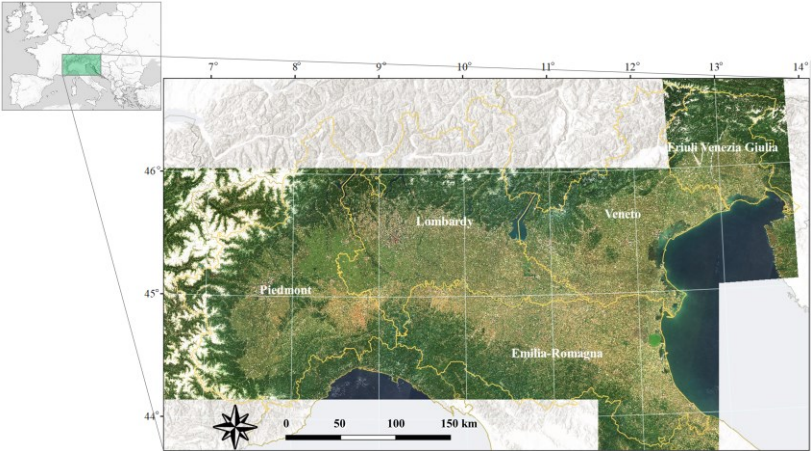 7° 8° 9° 10° 11° 12° 13° 14°
Friuli Venezia Giulia
46°
Lombardy
Veneto
45°
Piedmont
Emilia-Romagna
44°
0 50 100 150 km